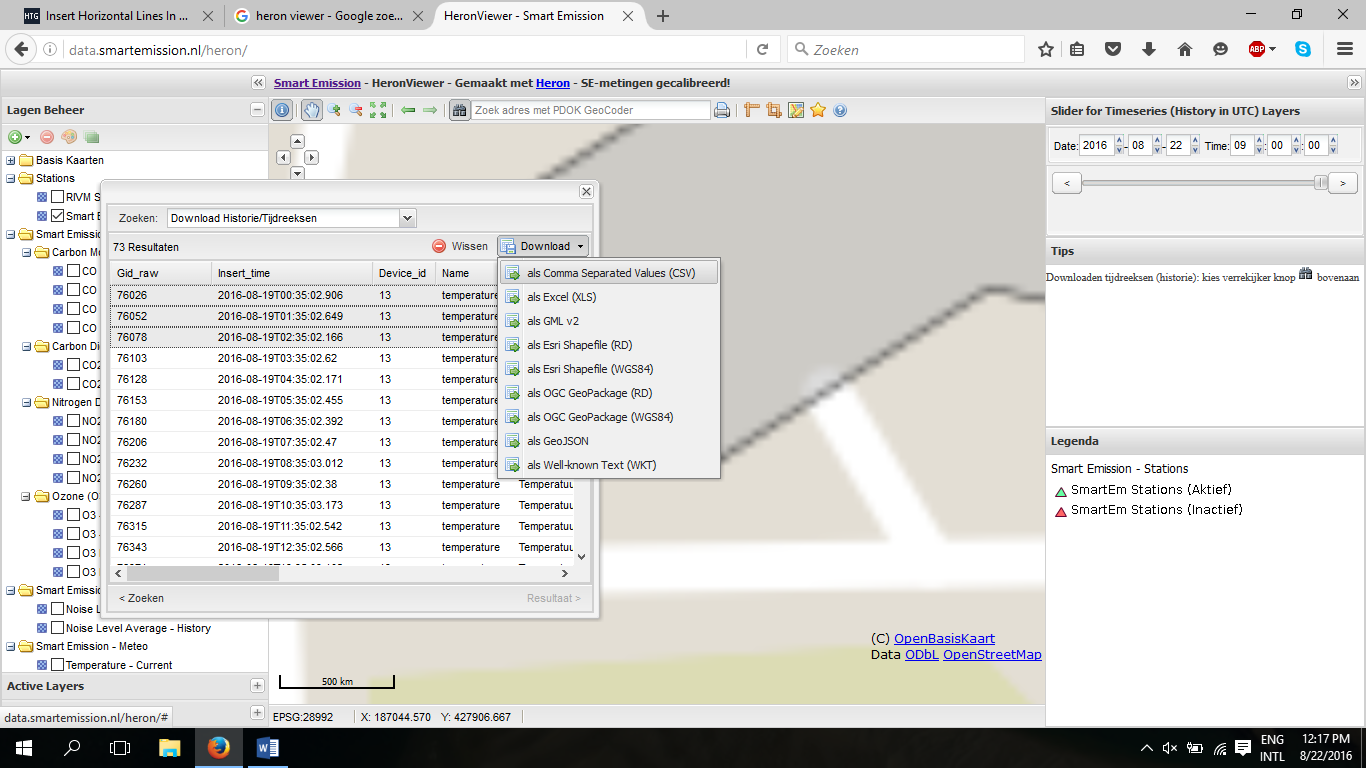 Insert Horizontal Lines In ...
heron viewer - Google zoe...
HeronViewer - Smart Emission
data.smartemission.nl/heron/
Zoeken
ABP
Smart Emission - HeronViewer - Gemaakt met Heron - SE-metingen gecalibreerd!
Lagen Beheer
Zoek adres met PDOK GeoCoder
Basis Kaarten
Stations
RIVM S
Smart E
Smart Emissio
Carbon Mo
CO
CO
CO
CO
Carbon Di
CO2
CO2
Nitrogen D
NO2
NO2
NO2
NO2
Ozone (O
O3
O3
O3
O3
Smart Emissio
Noise L
Noise Level Average - History
Smart Emission - Meteo
Temperature - Current
Active Layers
data.smartemission.nl/heron/#
Zoeken: Download Historie/Tijdreeksen
73 Resultaten Wissen Download
Gid_raw Insert_time Device_id Name
76026 2016-08-19T00:35:02.906 13 temperature
76052 2016-08-19T01:35:02.649 13 temperature
76078 2016-08-19T02:35:02.166 13 temperature
76103 2016-08-19T03:35:02.62 13 temperature
76128 2016-08-19T04:35:02.171 13 temperature
76153 2016-08-19T05:35:02.455 13 temperature
76180 2016-08-19T06:35:02.392 13 temperature
76206 2016-08-19T07:35:02.47 13 temperature
76232 2016-08-19T08:35:03.012 13 temperature
76260 2016-08-19T09:35:02.38 13 temperature Temperatuu
76287 2016-08-19T10:35:03.173 13 temperature Temperatuu
76315 2016-08-19T11:35:02.542 13 temperature Temperatuu
76343 2016-08-19T12:35:02.566 13 temperature Temperatuu
< Zoeken Resultaat >
als Comma Separated Values (CSV)
als Excel (XLS)
als GML v2
als Esri Shapefile (RD)
als Esri Shapefile (WGS84)
als OGC GeoPackage (RD)
als OGC GeoPackage (WGS84)
als GeoJSON
als Well-known Text (WKT)
(C) OpenBasisKaart
Data ODbL OpenStreetMap
500 km
EPSG:28992 X: 187044.570 Y: 427906.667
Slider for Timeseries (History in UTC) Layers
Date: 2016 - 08 - 22 Time: 09 : 00 : 00
< >
Tips
Downloaden tijdreeksen (historie): kies verrekijker knop bovenaan
Legenda
Smart Emission - Stations
SmartEm Stations (Aktief)
SmartEm Stations (Inactief)
ENG
INTL
12:17 PM
8/22/2016